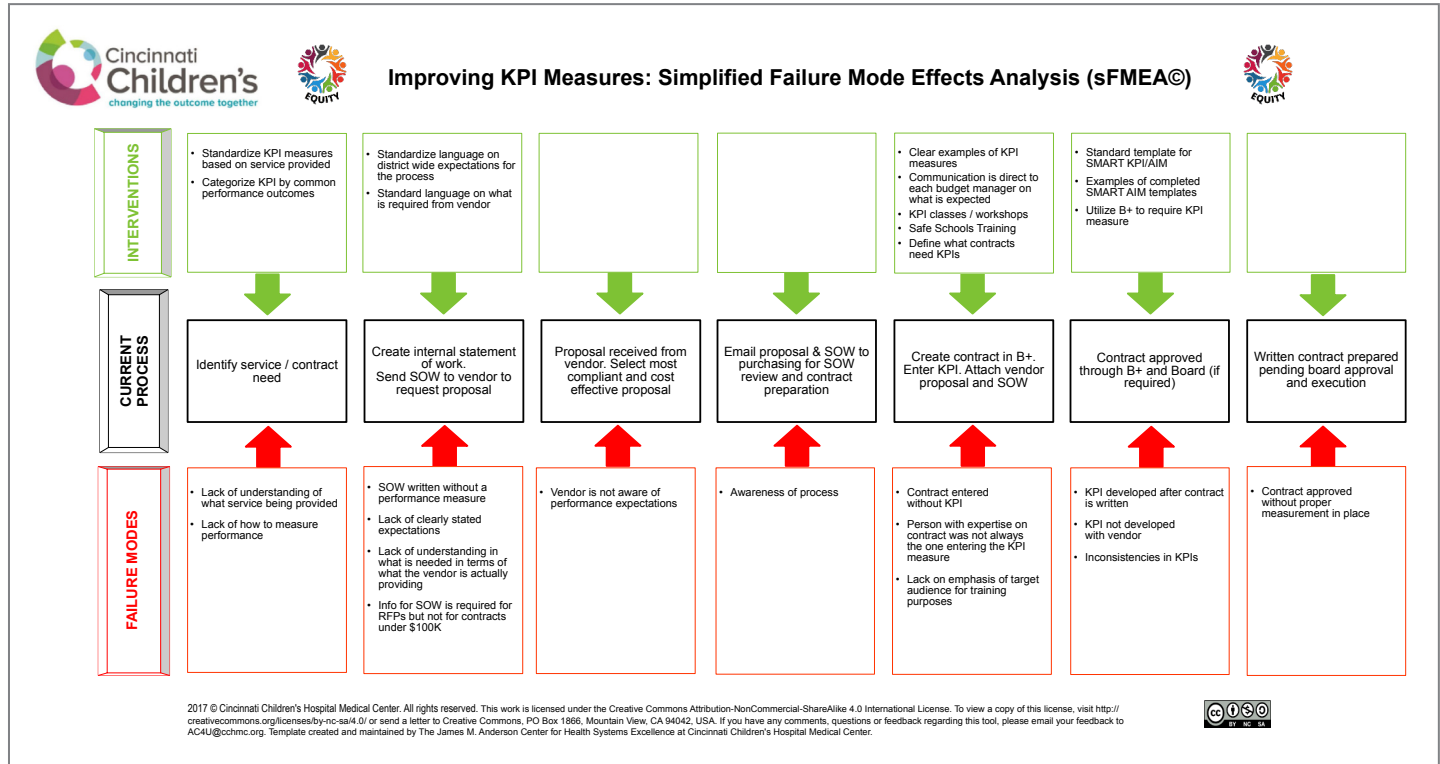 Cincinnati
Children's
changing the outcome together
EQUITY
Improving KPI Measures: Simplified Failure Mode Effects Analysis (sFMEA©)
EQUITY
INTERVENTIONS
• Standardize KPI measures
based on service provided
• Categorize KPI by common
performance outcomes
• Standardize language on
district wide expectations for
the process
• Standard language on what
is required from vendor
• Clear examples of KPI
measures
• Communication is direct to
each budget manager on
what is expected
• KPI classes / workshops
• Safe Schools Training
• Define what contracts
need KPIs
• Standard template for
SMART KPI/AIM
• Examples of completed
SMART AIM templates
• Utilize B+ to require KPI
measure
CURRENT
PROCESS
Identify service / contract
need
Create internal statement
of work.
Send SOW to vendor to
request proposal
Proposal received from
vendor. Select most
compliant and cost
effective proposal
Email proposal & SOW to
purchasing for SOW
review and contract
preparation
Create contract in B+.
Enter KPI. Attach vendor
proposal and SOW
Contract approved
through B+ and Board (if
required)
Written contract prepared
pending board approval
and execution
FAILURE MODES
• Lack of understanding of
what service being provided
• Lack of how to measure
performance
• SOW written without a
performance measure
• Lack of clearly stated
expectations
• Lack of understanding in
what is needed in terms of
what the vendor is actually
providing
• Info for SOW is required for
RFPs but not for contracts
under $100K
• Vendor is not aware of
performance expectations
• Awareness of process
• Contract entered
without KPI
• Person with expertise on
contract was not always
the one entering the KPI
measure
• Lack on emphasis of target
audience for training
purposes
• KPI developed after contract
is written
• KPI not developed
with vendor
• Inconsistencies in KPIs
• Contract approved
without proper
measurement in place
2017 © Cincinnati Children's Hospital Medical Center. All rights reserved. This work is licensed under the Creative Commons Attribution-NonCommercial-ShareAlike 4.0 International License. To view a copy of this license, visit http://
creativecommons.org/licenses/by-nc-sa/4.0/ or send a letter to Creative Commons, PO Box 1866, Mountain View, CA 94042, USA. If you have any comments, questions or feedback regarding this tool, please email your feedback to
AC4U@cchmc.org. Template created and maintained by The James M. Anderson Center for Health Systems Excellence at Cincinnati Children's Hospital Medical Center.
cc
BY NC SA